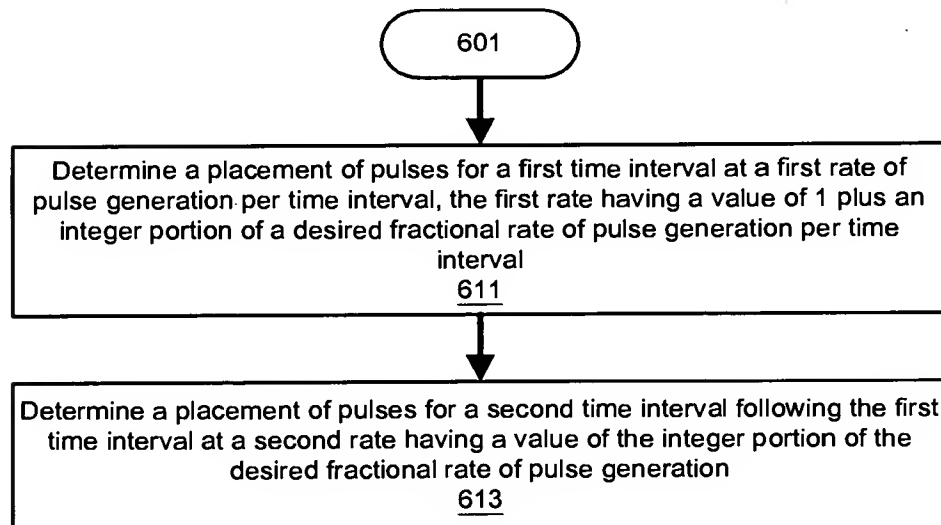 601
Determine a placement of pulses for a first time interval at a first rate of
pulse generation per time interval, the first rate having a value of 1 plus an
integer portion of a desired fractional rate of pulse generation per time
interval
611
Determine a placement of pulses for a second time interval following the first
time interval at a second rate having a value of the integer portion of the
desired fractional rate of pulse generation
613